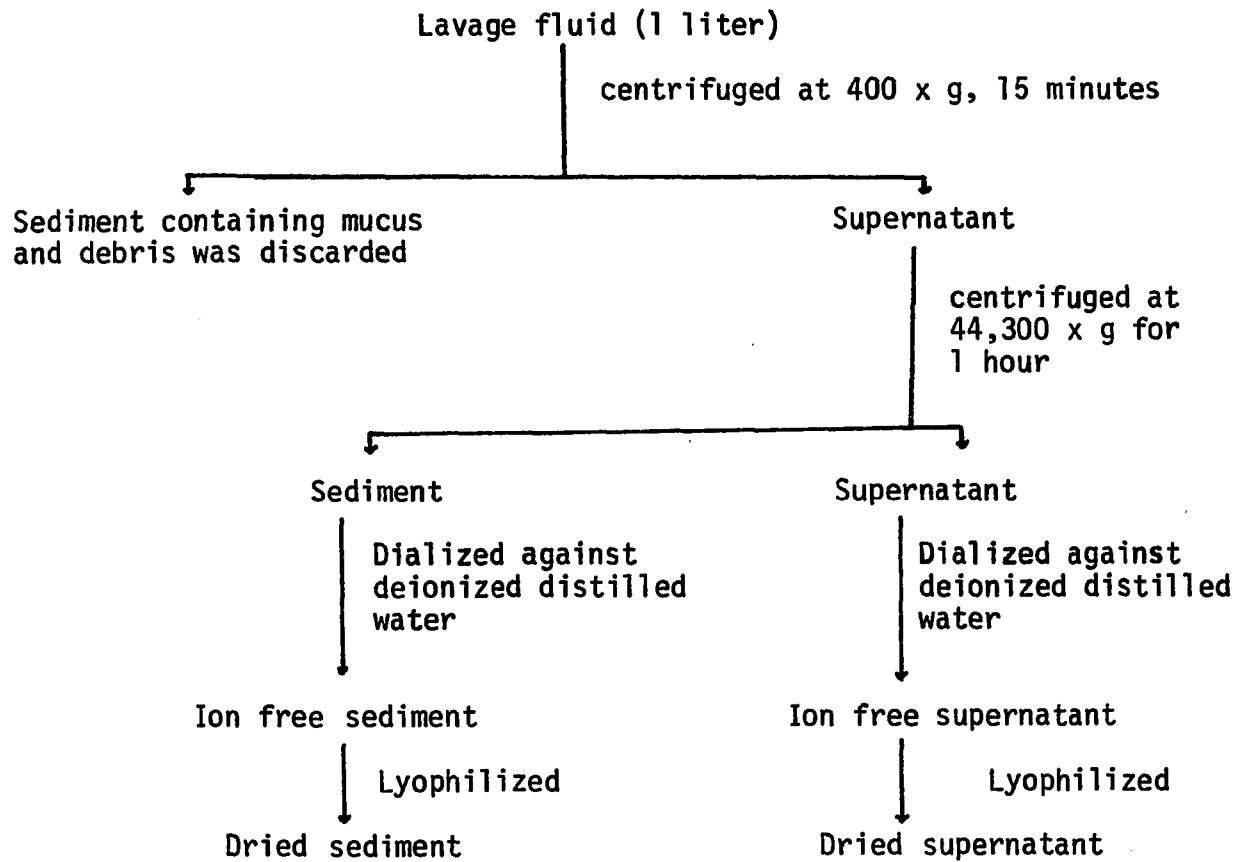 Lavage fluid (1 liter)
centrifuged at 400 x g, 15 minutes
Sediment containing mucus
and debris was discarded
Supernatant
centrifuged at
44,300 x g for
1 hour
Sediment
Supernatant
Dialized against
deionized distilled
water
Dialized against
deionized distilled
water
Ion free sediment
Ion free supernatant
Lyophilized
Lyophilized
Dried sediment
Dried supernatant